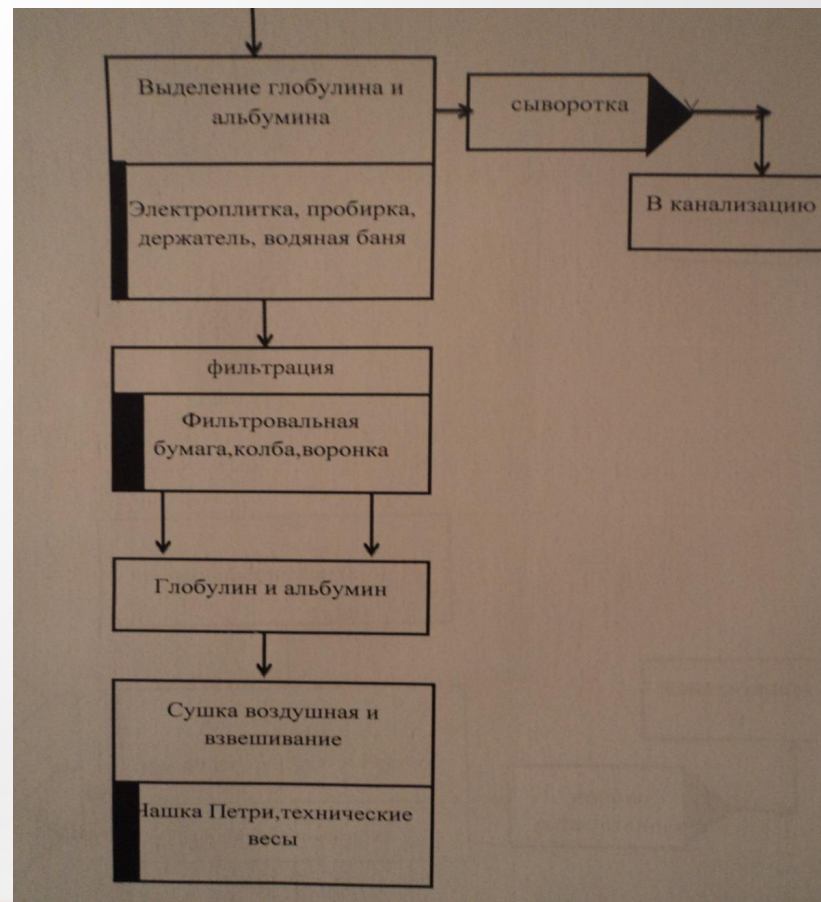 Выделение глобулина и
альбумина
сыворотка
В канализацию
Электроплитка, пробирка,
держатель, водяная баня
фильтрация
Фильтровальная
бумага,колба,воронка
Глобулин и альбумин
Сушка воздушная и
взвешивание
Чашка Петри,технические
весы